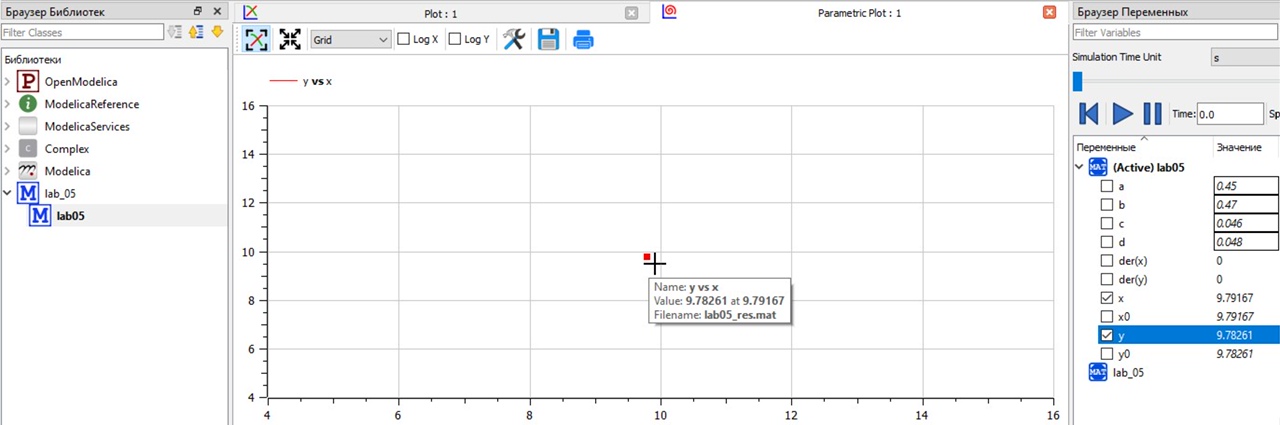 Браузер Библиотек
Filter Classes
Библиотеки
P OpenModelica
i ModelicaReference
ModelicaServices
C Complex
Modelica
M lab_05
M lab05
Plot : 1
Parametric Plot : 1
Grid
Log X
Log Y
y vs x
16
14
12
10
8
6
4
4 6 8 10 12 14 16
Name: y vs x
Value: 9.78261 at 9.79167
Filename: lab05_res.mat
Браузер Переменных
Filter Variables
Simulation Time Unit s
Time: 0.0 Sp
Переменные Значение
MAT (Active) lab05
a 0.45
b 0.47
c 0.046
d 0.048
der(x) 0
der(y) 0
x 9.79167
x0 9.79167
y 9.78261
y0 9.78261
MAT lab_05